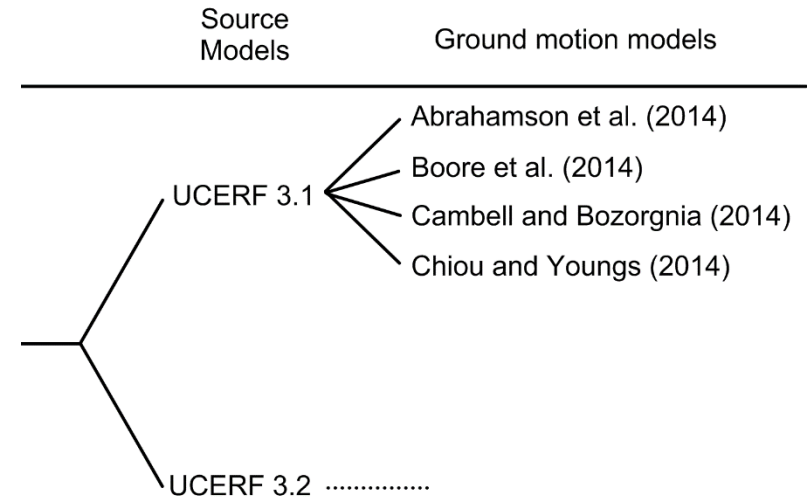 Source
Models
Ground motion models
Abrahamson et al. (2014)
Boore et al. (2014)
UCERF 3.1
Cambell and Bozorgnia (2014)
Chiou and Youngs (2014)
UCERF 3.2 ...............